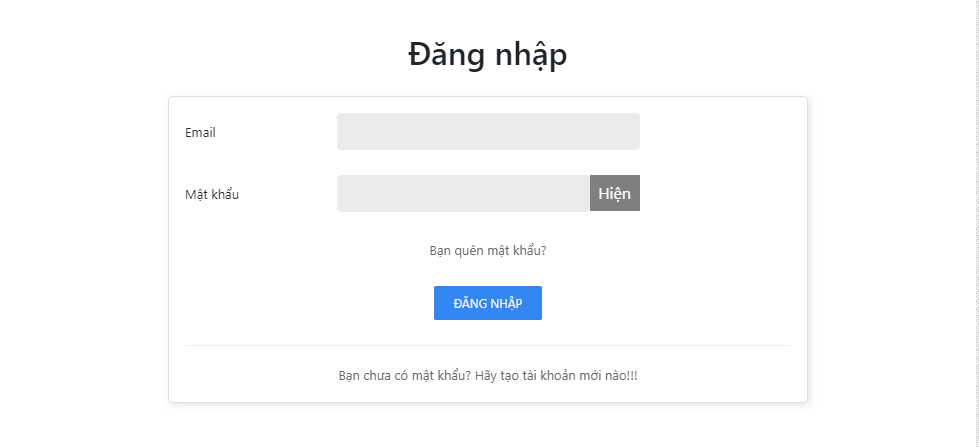 Đăng nhập
Email
Mật khẩu
Hiện
Bạn quên mật khẩu?
ĐĂNG NHẬP
Bạn chưa có mật khẩu? Hãy tạo tài khoản mới nào!!!